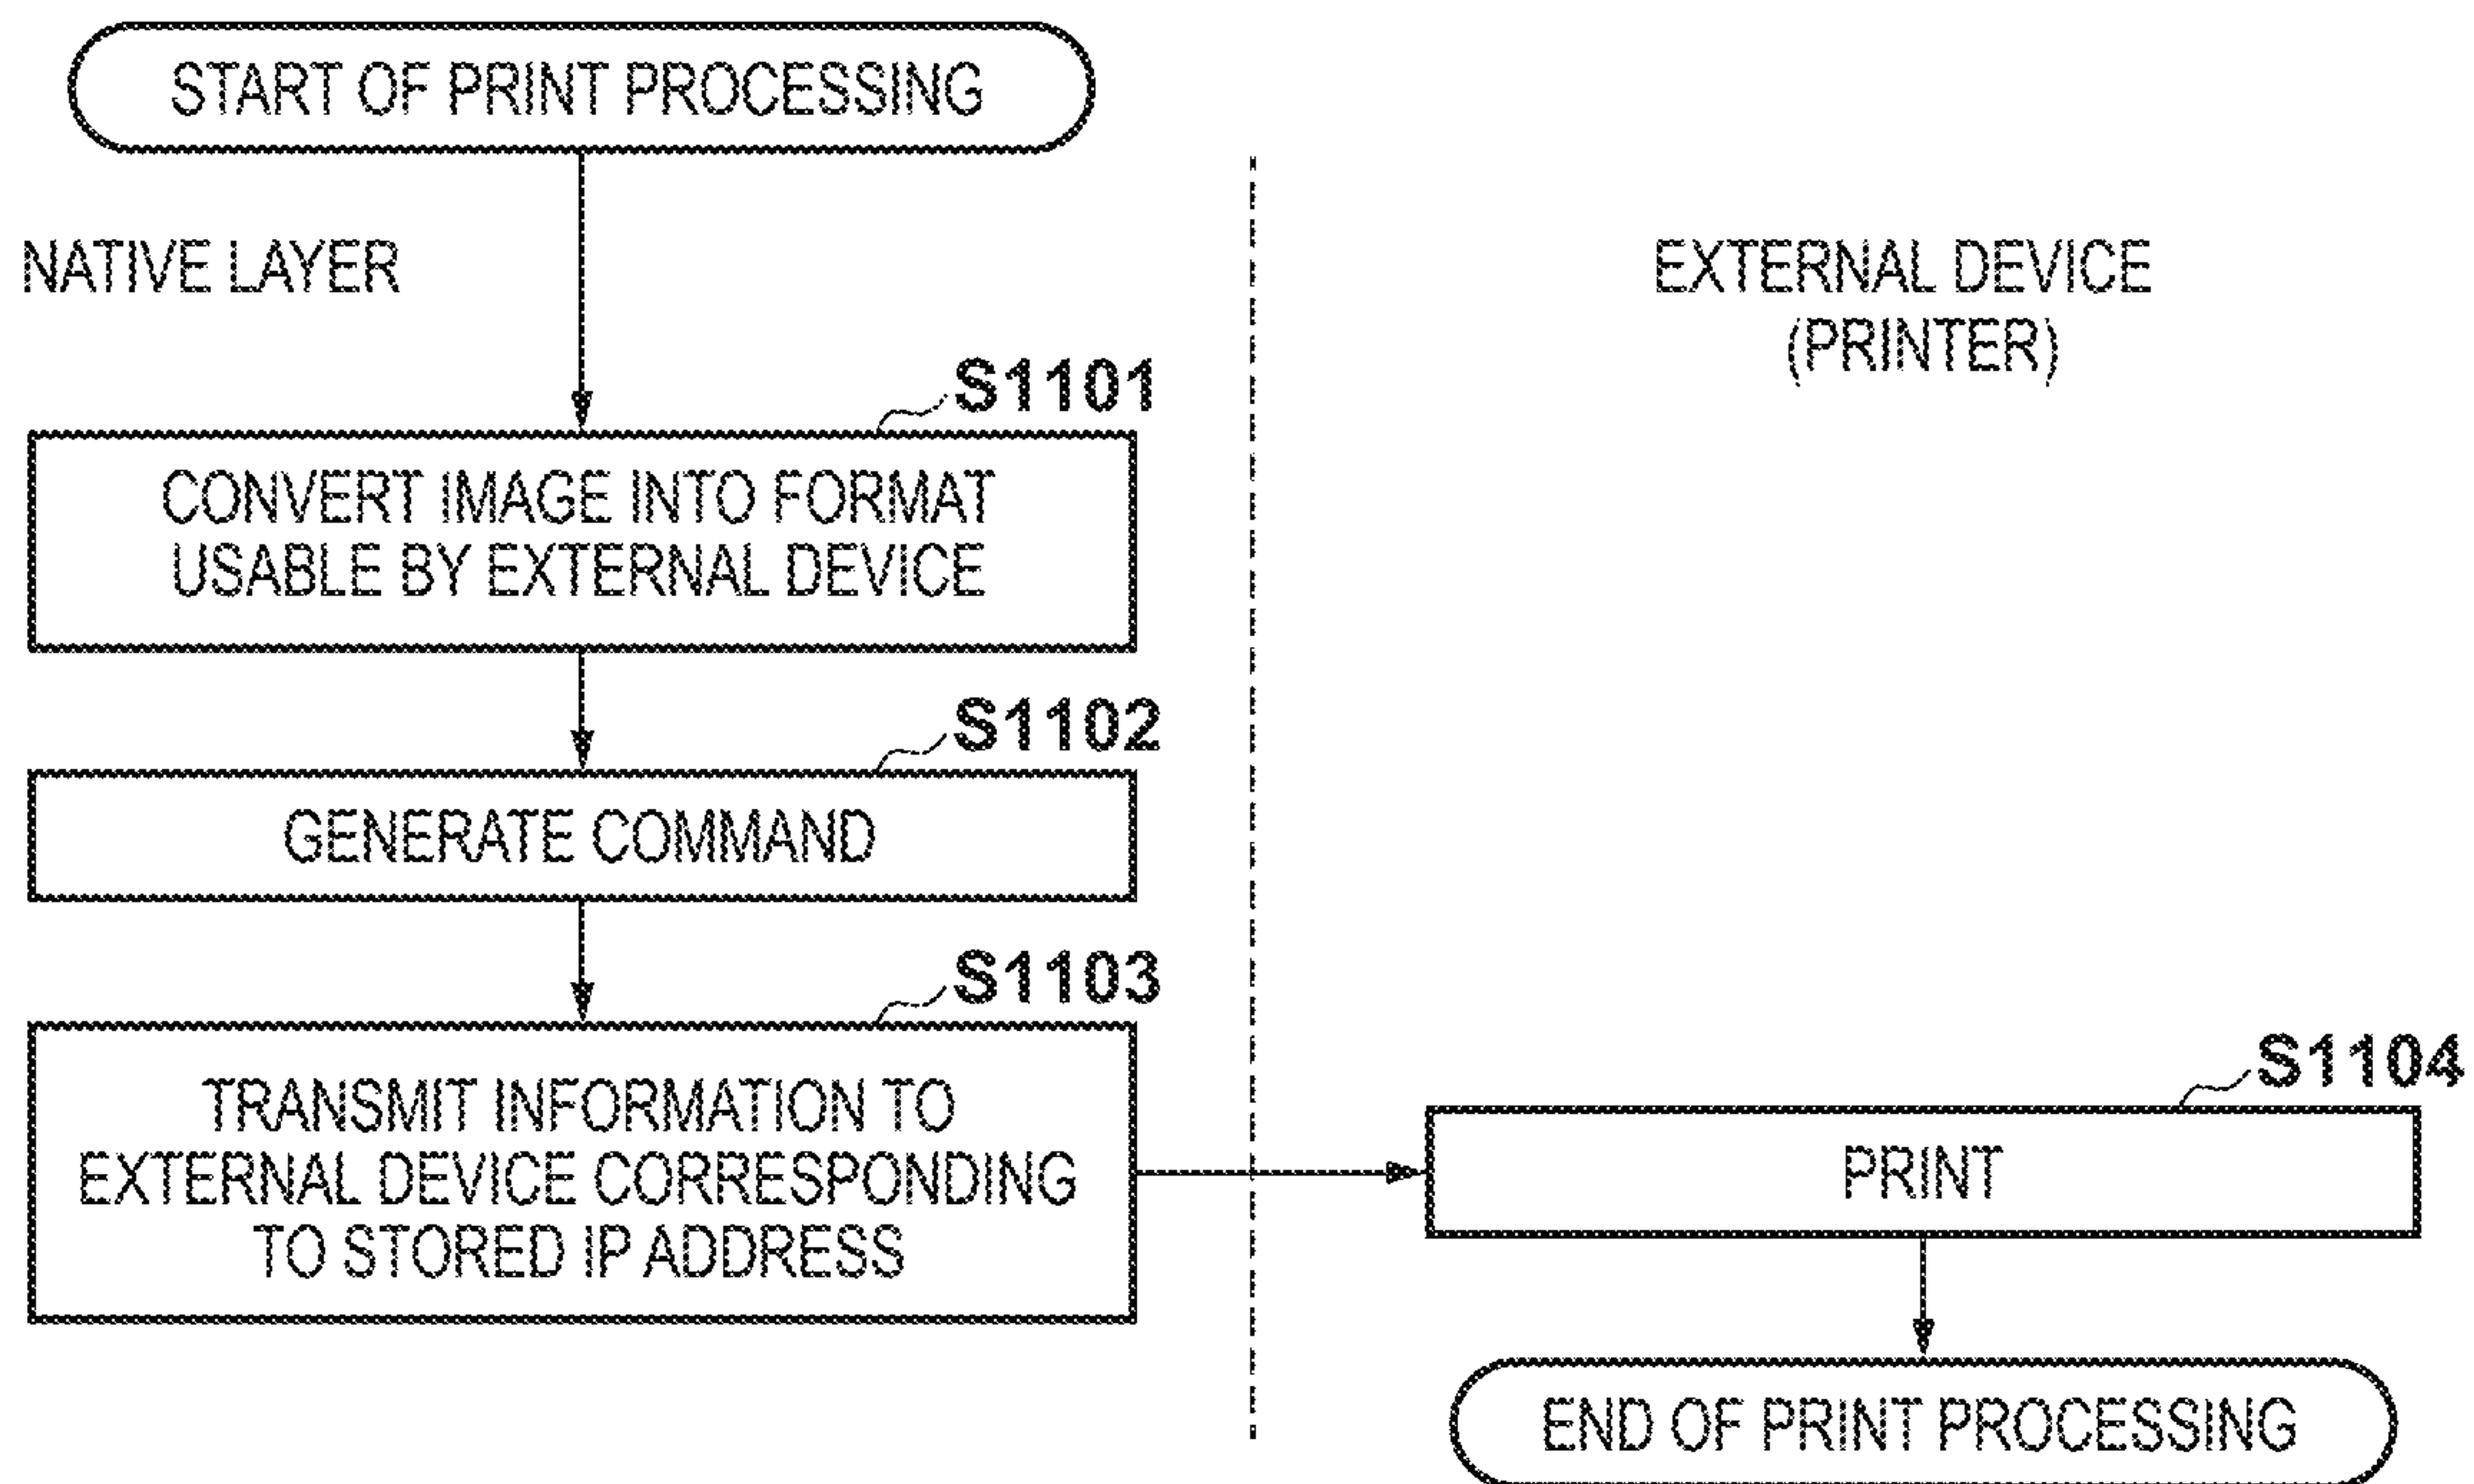 START OF PRINT PROCESSING
NATIVE LAYER
EXTERNAL DEVICE
(PRINTER)
S1101
CONVERT IMAGE INTO FORMAT
USABLE BY EXTERNAL DEVICE
S1102
GENERATE COMMAND
S1103
TRANSMIT INFORMATION TO
EXTERNAL DEVICE CORRESPONDING
TO STORED IP ADDRESS
S1104
PRINT
END OF PRINT PROCESSING